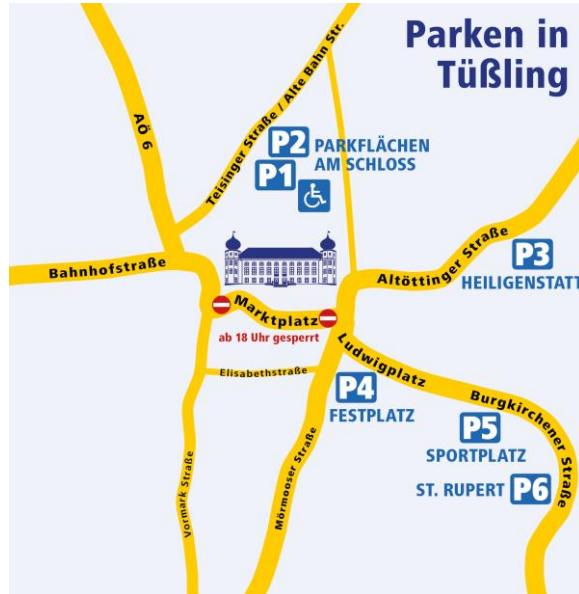 Parken in
Tüßling
AÖ 6
Teisinger Straße / Alte Bahn Str.
P2 PARKFLÄCHEN
AM SCHLOSS
P1
Bahnhofstraße
Altöttinger Straße
P3
HEILIGENSTATT
Marktplatz
ab 18 Uhr gesperrt
Ludwigplatz
Elisabethstraße
P4
FESTPLATZ
Burgkirchener Straße
P5
SPORTPLATZ
ST. RUPERT P6
Vormark Straße
Mörmooser Straße